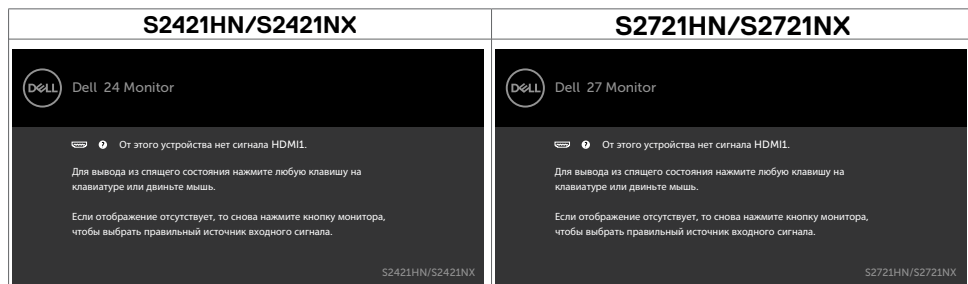 S2421HN/S2421NX
DELL
Dell 24 Monitor
От этого устройства нет сигнала HDMI1.
Для вывода из спящего состояния нажмите любую клавишу на
клавиатуре или двиньте мышь.
Если отображение отсутствует, то снова нажмите кнопку монитора,
чтобы выбрать правильный источник входного сигнала.
S2421HN/S2421NX
S2721HN/S2721NX
DELL
Dell 27 Monitor
От этого устройства нет сигнала HDMI1.
Для вывода из спящего состояния нажмите любую клавишу на
клавиатуре или двиньте мышь.
Если отображение отсутствует, то снова нажмите кнопку монитора,
чтобы выбрать правильный источник входного сигнала.
S2721HN/S2721NX